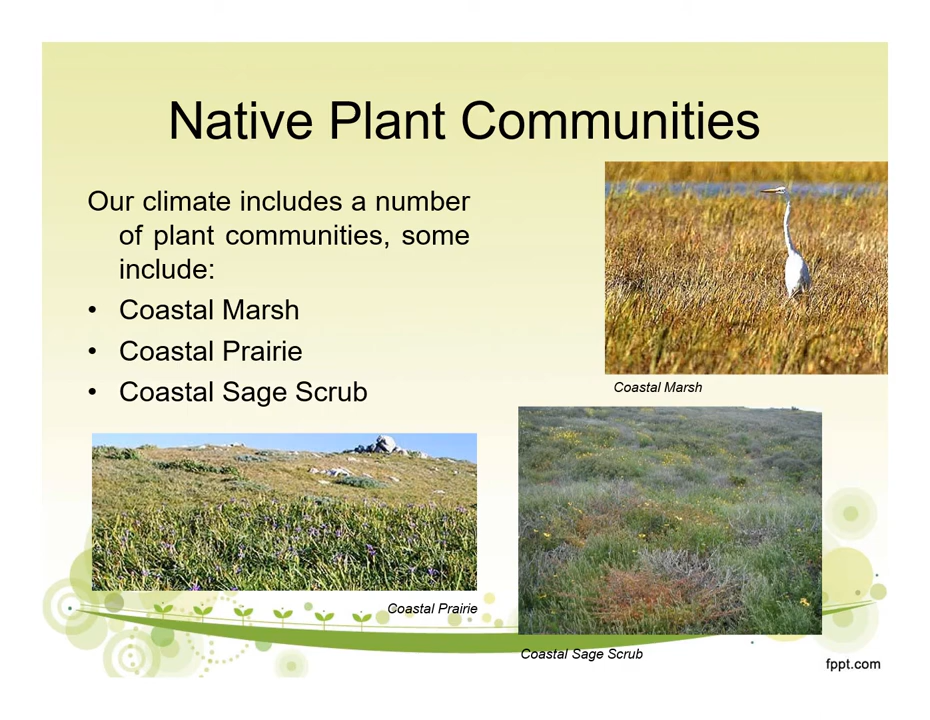 Native Plant Communities
Our climate includes a number
of plant communities, some
include:
• Coastal Marsh
• Coastal Prairie
• Coastal Sage Scrub
Coastal Marsh
Coastal Prairie
Coastal Sage Scrub
fppt.com